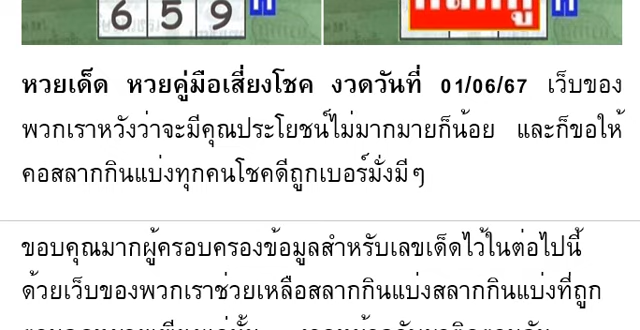 6 5 9
หวยเด็ด หวยคู่มือเสี่ยงโชค งวดวันที่ 01/06/67 เว็บของ
พวกเราหวังว่าจะมีคุณประโยชน์ไม่มากมายก็น้อย และก็ขอให้
คอสลากกินแบ่งทุกคนโชคดีถูกเบอร์มั่งมีๆ
ขอบคุณมากผู้ครอบครองข้อมูลสำหรับเลขเด็ดไว้ในต่อไปนี้
ด้วยเว็บของพวกเราช่วยเหลือสลากกินแบ่งสลากกินแบ่งที่ถูก